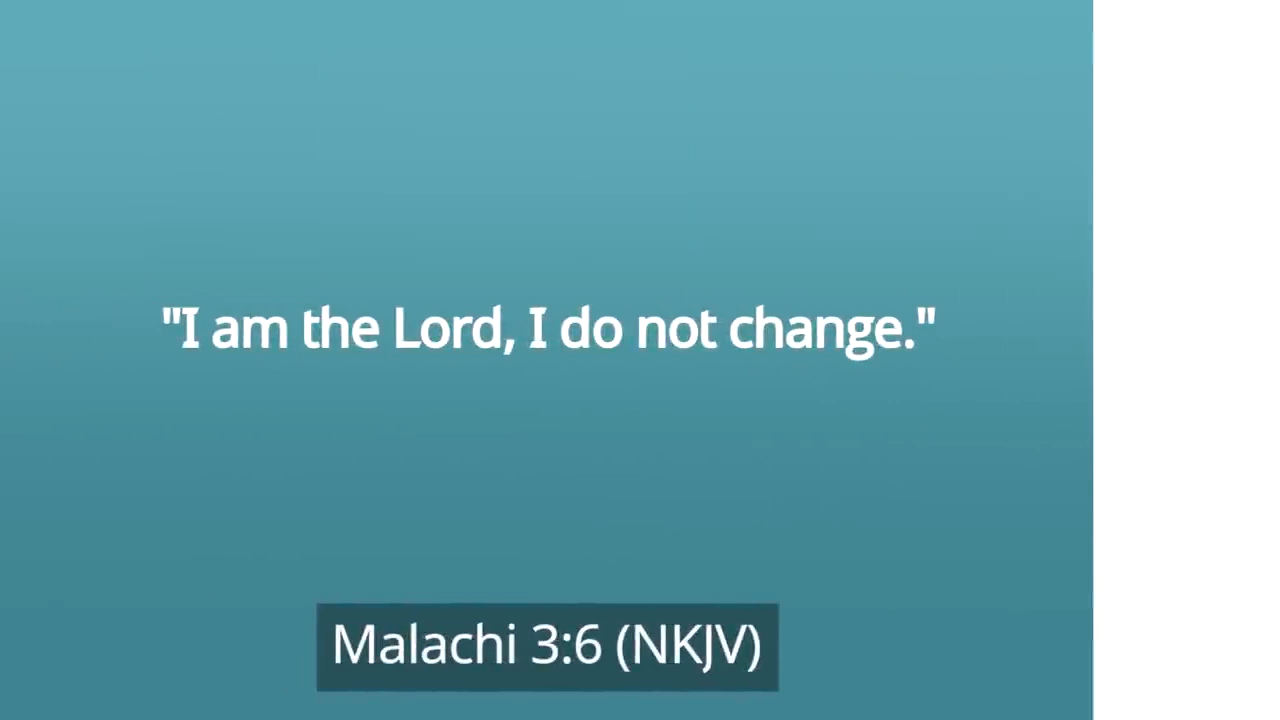 "I am the Lord, I do not change."
Malachi 3:6 (NKJV)